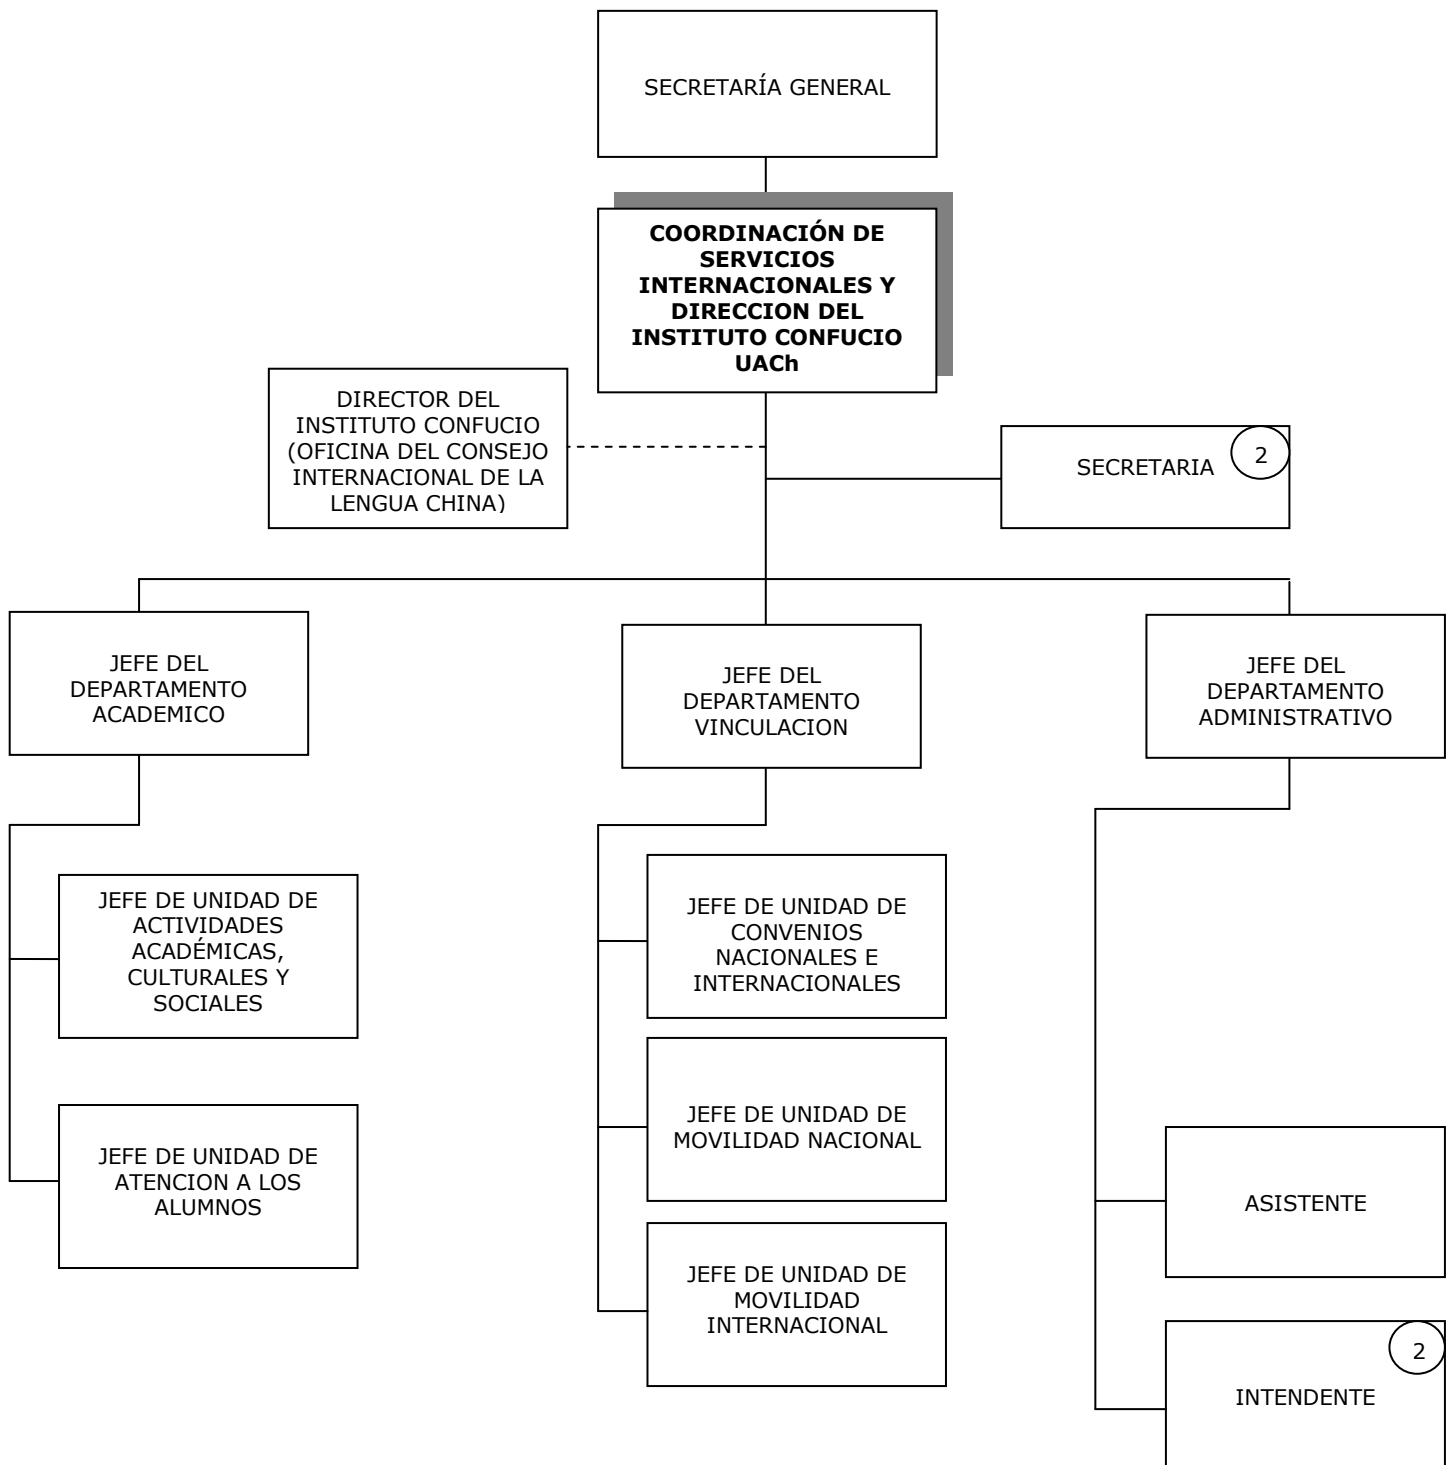 SECRETARÍA GENERAL
COORDINACIÓN DE
SERVICIOS
INTERNACIONALES Y
DIRECCION DEL
INSTITUTO CONFUCIO
UACh
DIRECTOR DEL
INSTITUTO CONFUCIO
(OFICINA DEL CONSEJO
INTERNACIONAL DE LA
LENGUA CHINA)
SECRETARIA
2
JEFE DEL
DEPARTAMENTO
ACADEMICO
JEFE DEL
DEPARTAMENTO
VINCULACION
JEFE DEL
DEPARTAMENTO
ADMINISTRATIVO
JEFE DE UNIDAD DE
ACTIVIDADES
ACADÉMICAS,
CULTURALES Y
SOCIALES
JEFE DE UNIDAD DE
ATENCION A LOS
ALUMNOS
JEFE DE UNIDAD DE
CONVENIOS
NACIONALES E
INTERNACIONALES
JEFE DE UNIDAD DE
MOVILIDAD NACIONAL
JEFE DE UNIDAD DE
MOVILIDAD
INTERNACIONAL
ASISTENTE
2
INTENDENTE